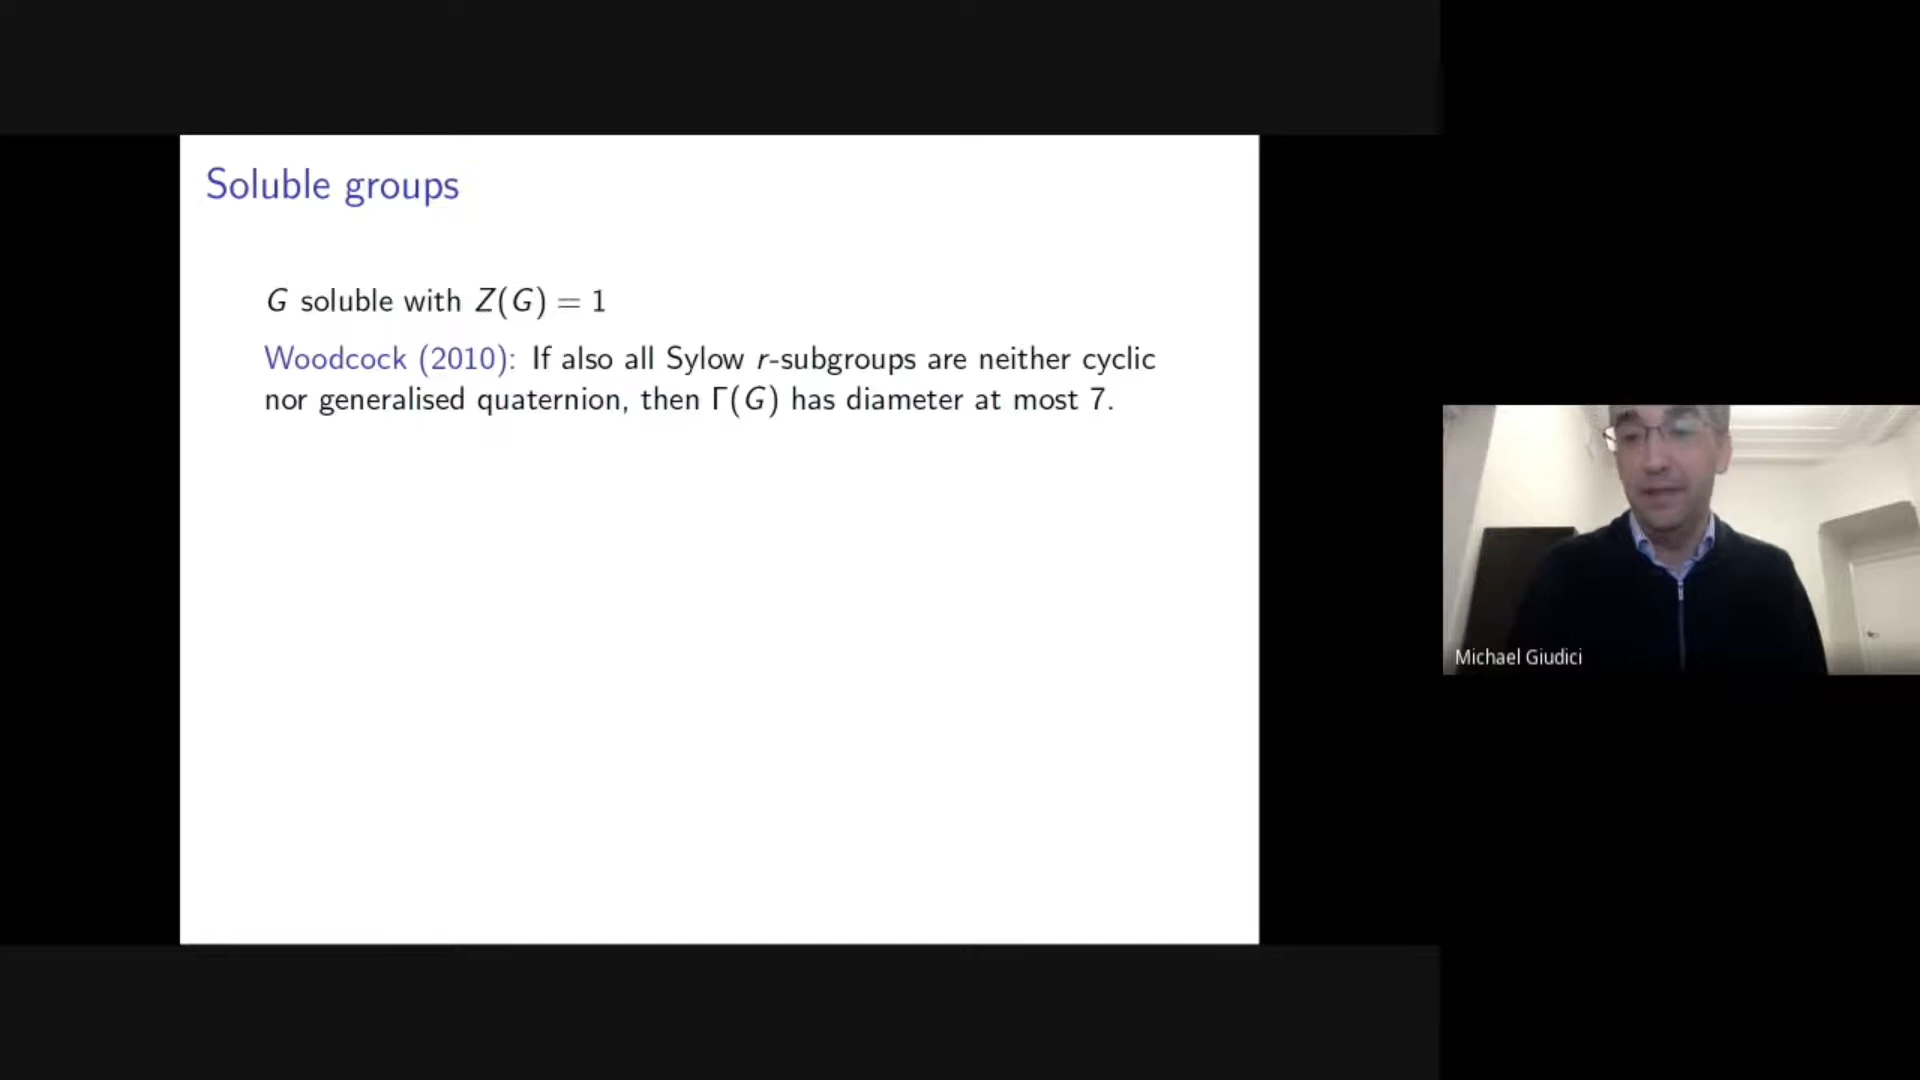 Soluble groups
G soluble with Z(G) = 1
Woodcock (2010): If also all Sylow r-subgroups are neither cyclic
nor generalised quaternion, then Γ(G) has diameter at most 7.
Michael Giudici